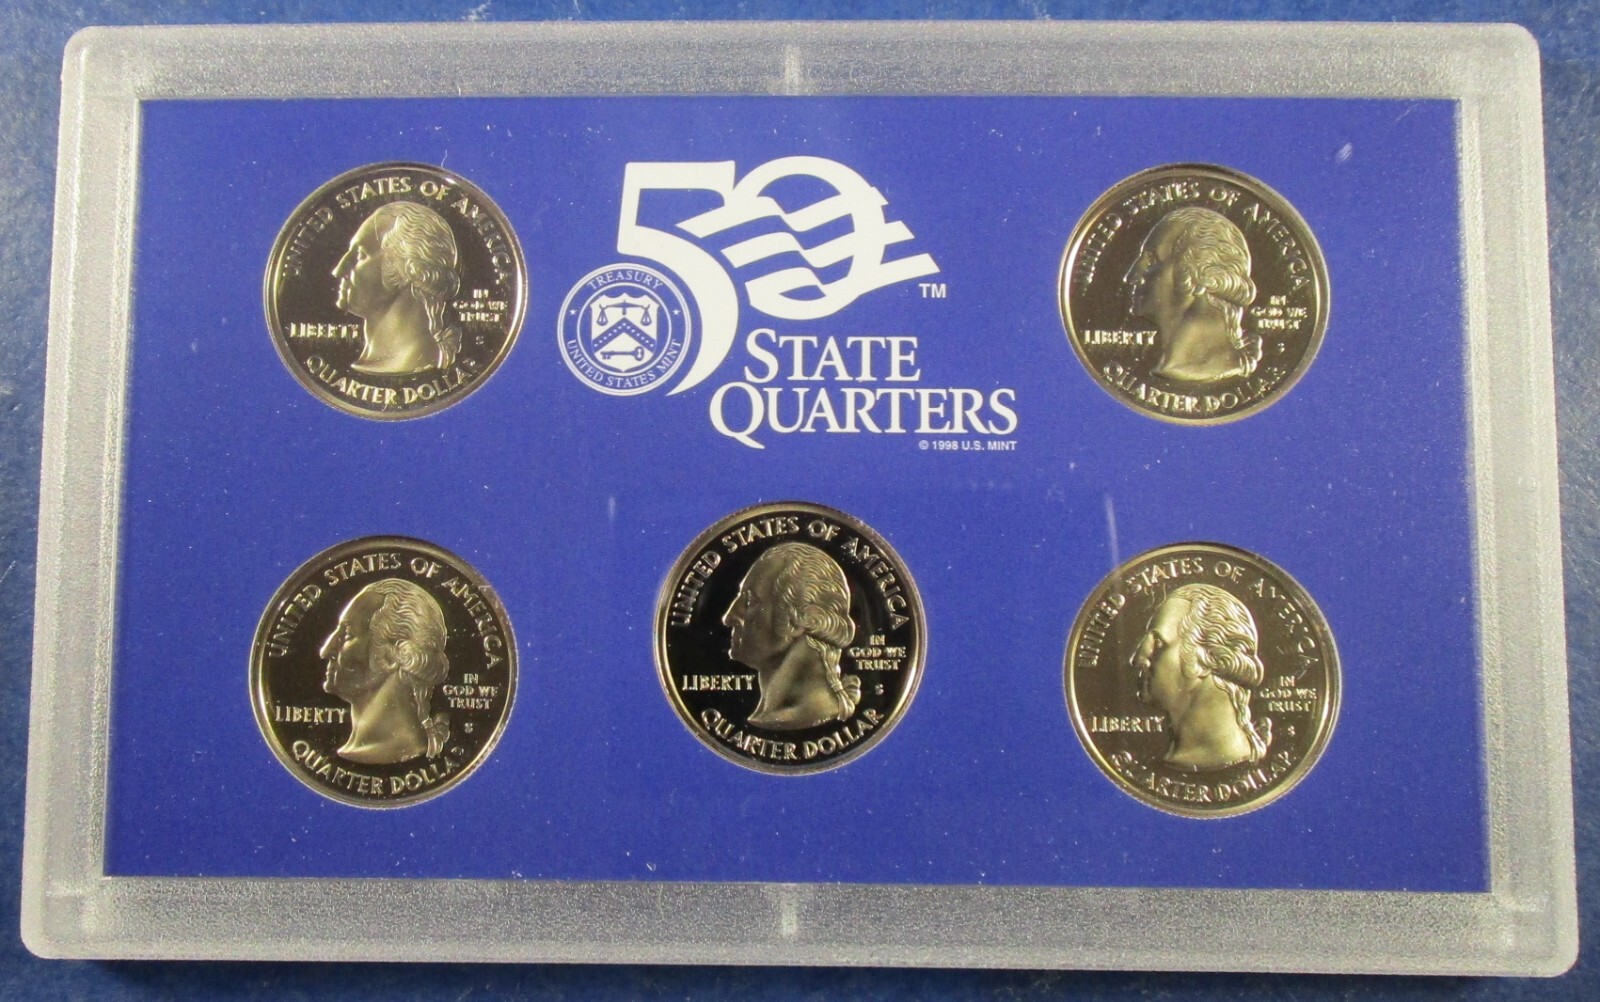 UNITED STATES OF AMERICA
LIBERTY
IN
GOD WE
TRUST
S
QUARTER DOLLAR
50
TM
TREASURY
UNITED STATES MINT
STATE
QUARTERS
© 1998 U.S. MINT
UNITED STATES OF AMERICA
LIBERTY
IN
GOD WE
TRUST
S
QUARTER DOLLAR
UNITED STATES OF AMERICA
LIBERTY
IN
GOD WE
TRUST
S
QUARTER DOLLAR
UNITED STATES OF AMERICA
LIBERTY
IN
GOD WE
TRUST
S
QUARTER DOLLAR
UNITED STATES OF AMERICA
LIBERTY
IN
GOD WE
TRUST
S
QUARTER DOLLAR